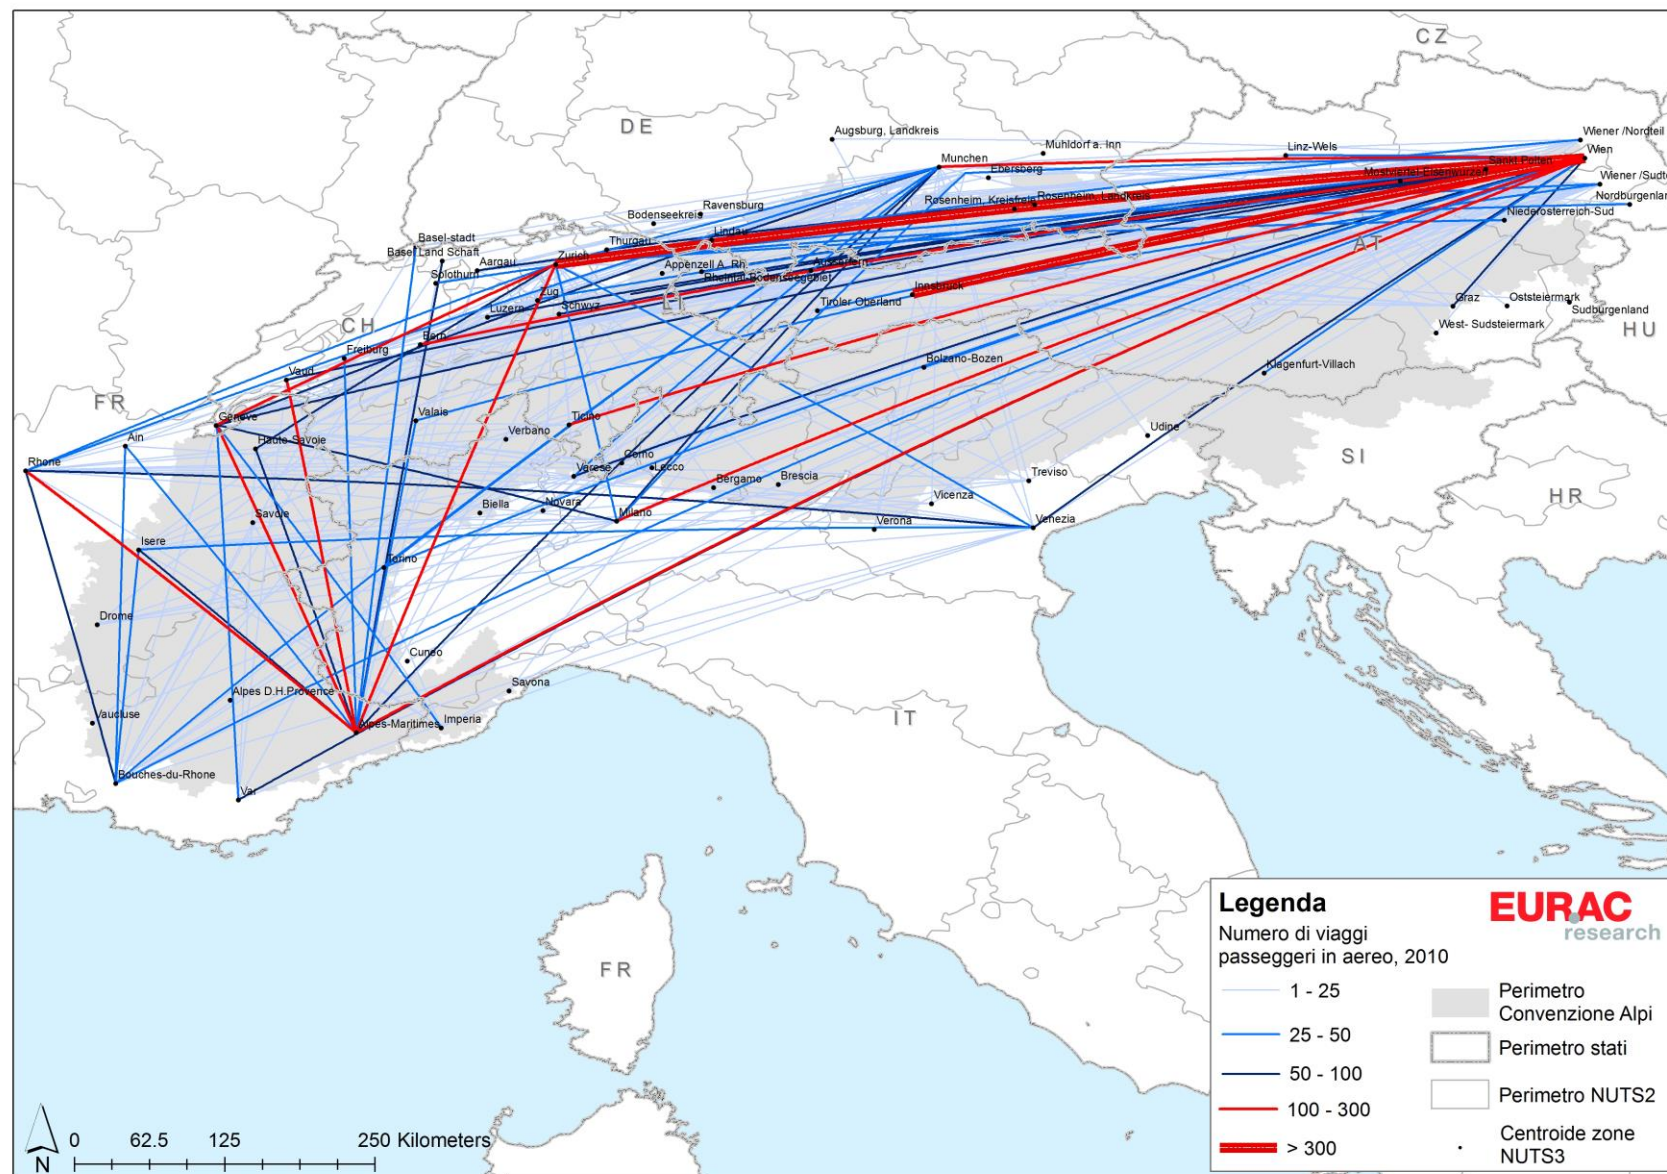 CZ
DE
Augsburg, Landkreis
Muhldorf a. Inn
Wiener /Nordteil
Linz-Wels
Wien
Munchen
Ebersberg
Sankt Polten
Mostviertel-Eisenwurzen
Wiener /Sudte
Nordburgenlan
Rosenheim, Kreisfreie
Rosenheim, Landkreis
Ravensburg
Bodenseekreis
Niederosterreich-Sud
Lindau
Basel-stadt
Basel Land Schaft
Thurgau
AT
Zurich
Aargau
Appenzell A. Rh.
Ausserfern
Solothurn
Rheintal-Bodenseegebiet
Innsbruck
Zug
Tiroler Oberland
LI
Schwyz
Luzern
Graz
Oststeiermark
Sudburgenland
CH
HU
West- Sudsteiermark
Bern
Freiburg
Bolzano-Bozen
Klagenfurt-Villach
Vaud
FR
Valais
Ticino
Geneve
Ain
Haute-Savoie
Verbano
Udine
SI
Rhone
Como
Lecco
Varese
Treviso
Bergamo
Brescia
HR
Biella
Novara
Vicenza
Milano
Savoie
Verona
Venezia
Isere
Torino
Drome
Cuneo
Savona
Alpes D.H.Provence
Vaucluse
Alpes-Maritimes
Imperia
IT
Bouches-du-Rhone
Var
FR
Legenda
EURAC
research
Numero di viaggi
passeggeri in aereo, 2010
1 - 25
25 - 50
50 - 100
100 - 300
> 300
Perimetro
Convenzione Alpi
Perimetro stati
Perimetro NUTS2
Centroide zone
NUTS3
N
0 62.5 125 250 Kilometers